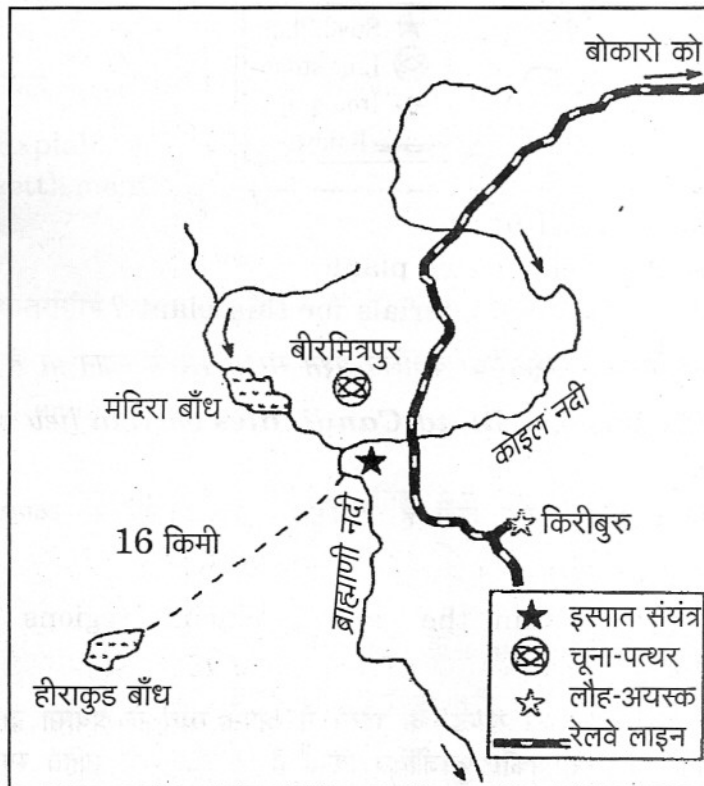 बोकारो को
बीरमित्रपुर
मंदिरा बाँध
कोइल नदी
किरीबुरु
16 किमी
ब्राह्मणी नदी
हीराकुड बाँध
इस्पात संयंत्र
चूना-पत्थर
लौह-अयस्क
रेलवे लाइन